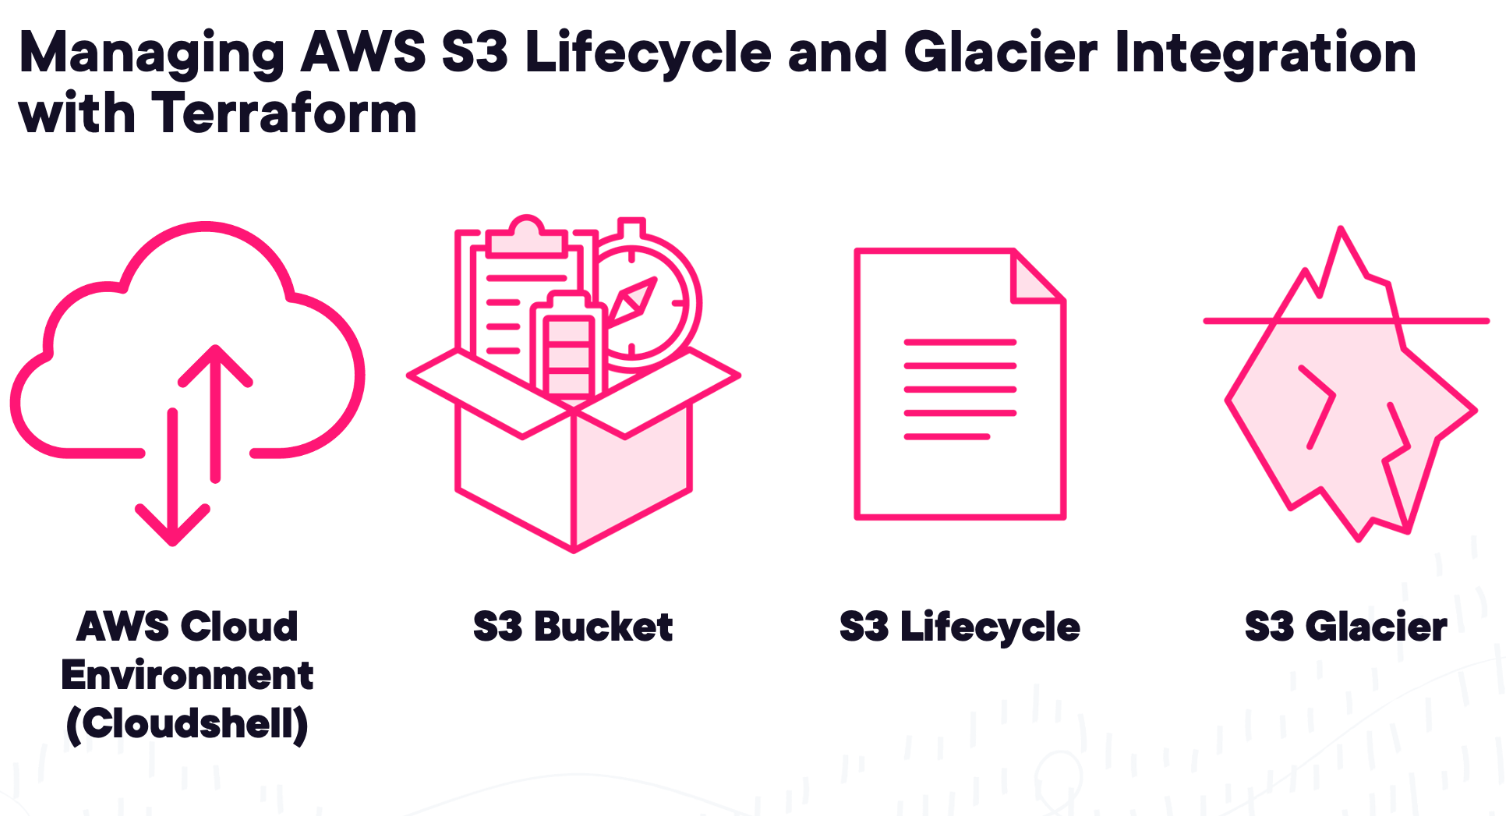 Managing AWS S3 Lifecycle and Glacier Integration
with Terraform
AWS Cloud
Environment
(Cloudshell)
S3 Bucket
S3 Lifecycle
S3 Glacier